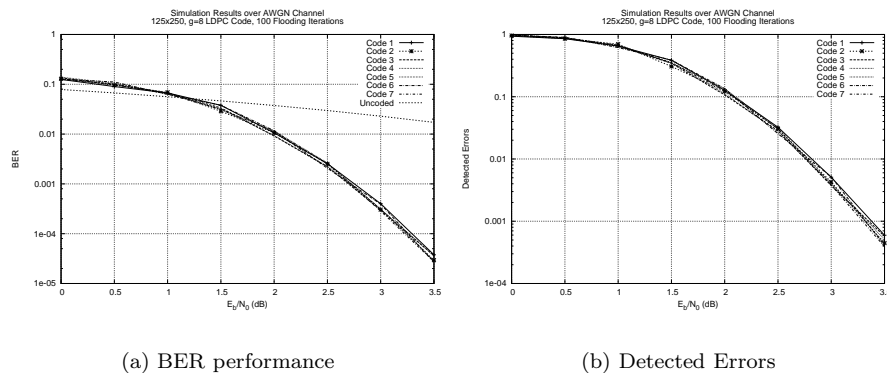 Simulation Results over AWGN Channel
125x250, g=8 LDPC Code, 100 Flooding Iterations
1
0.1
0.01
0.001
1e-04
1e-05
BER
0
0.5
1
1.5
2
2.5
3
3.5
E_b/N_0 (dB)
Code 1
Code 2
Code 3
Code 4
Code 5
Code 6
Code 7
Uncoded
(a) BER performance
Simulation Results over AWGN Channel
125x250, g=8 LDPC Code, 100 Flooding Iterations
1
0.1
0.01
0.001
1e-04
Detected Errors
0
0.5
1
1.5
2
2.5
3
3.5
E_b/N_0 (dB)
Code 1
Code 2
Code 3
Code 4
Code 5
Code 6
Code 7
(b) Detected Errors